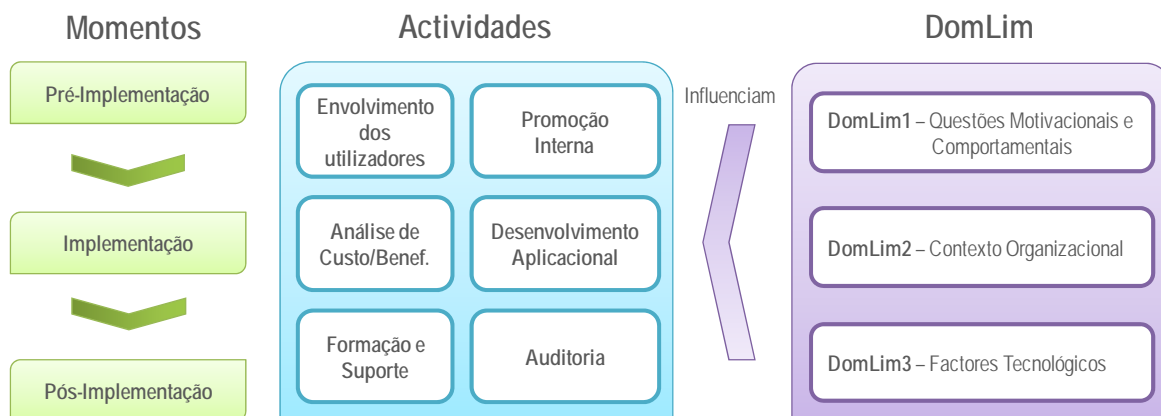 Momentos
Pré-Implementação
Implementação
Pós-Implementação
Actividades
Envolvimento
dos
utilizadores
Promoção
Interna
Análise de
Custo/Benef.
Desenvolvimento
Aplicacional
Formação e
Suporte
Auditoria
Influenciam
DomLim
DomLim1 – Questões Motivacionais e
Comportamentais
DomLim2 – Contexto Organizacional
DomLim3 – Factores Tecnológicos